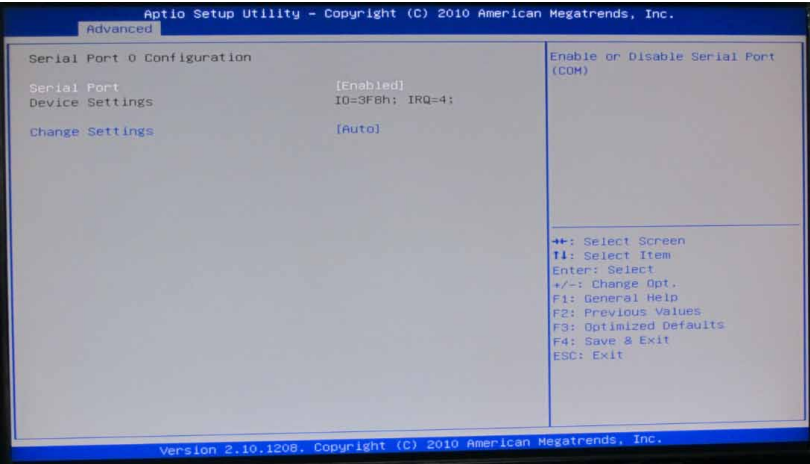 Aptio Setup Utility – Copyright (C) 2010 American Megatrends, Inc.
Advanced
Serial Port 0 Configuration
Serial Port [Enabled]
Device Settings IO=3F8h; IRQ=4;
Change Settings [Auto]
Enable or Disable Serial Port
(COM)
→←: Select Screen
↑↓: Select Item
Enter: Select
+/-: Change Opt.
F1: General Help
F2: Previous Values
F3: Optimized Defaults
F4: Save & Exit
ESC: Exit
Version 2.10.1208. Copyright (C) 2010 American Megatrends, Inc.